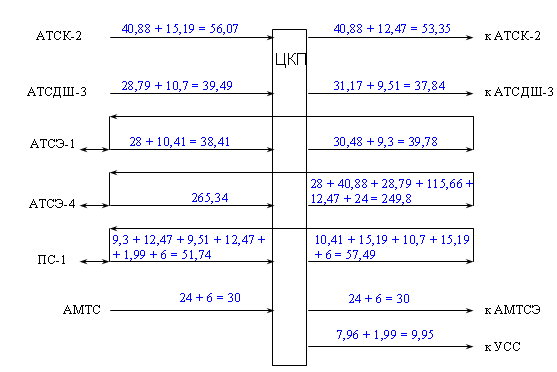 АТСК-2 40,88 + 15,19 = 56,07 40,88 + 12,47 = 53,35 к АТСК-2
ЦКП
АТСДШ-3 28,79 + 10,7 = 39,49 31,17 + 9,51 = 37,84 к АТСДШ-3
АТСЭ-1 28 + 10,41 = 38,41 30,48 + 9,3 = 39,78
АТСЭ-4 265,34 28 + 40,88 + 28,79 + 115,66 +
12,47 + 24 = 249,8
ПС-1 9,3 + 12,47 + 9,51 + 12,47 +
+ 1,99 + 6 = 51,74
10,41 + 15,19 + 10,7 + 15,19
+ 6 = 57,49
АМТС 24 + 6 = 30 24 + 6 = 30 к АМТСЭ
7,96 + 1,99 = 9,95 к УСС